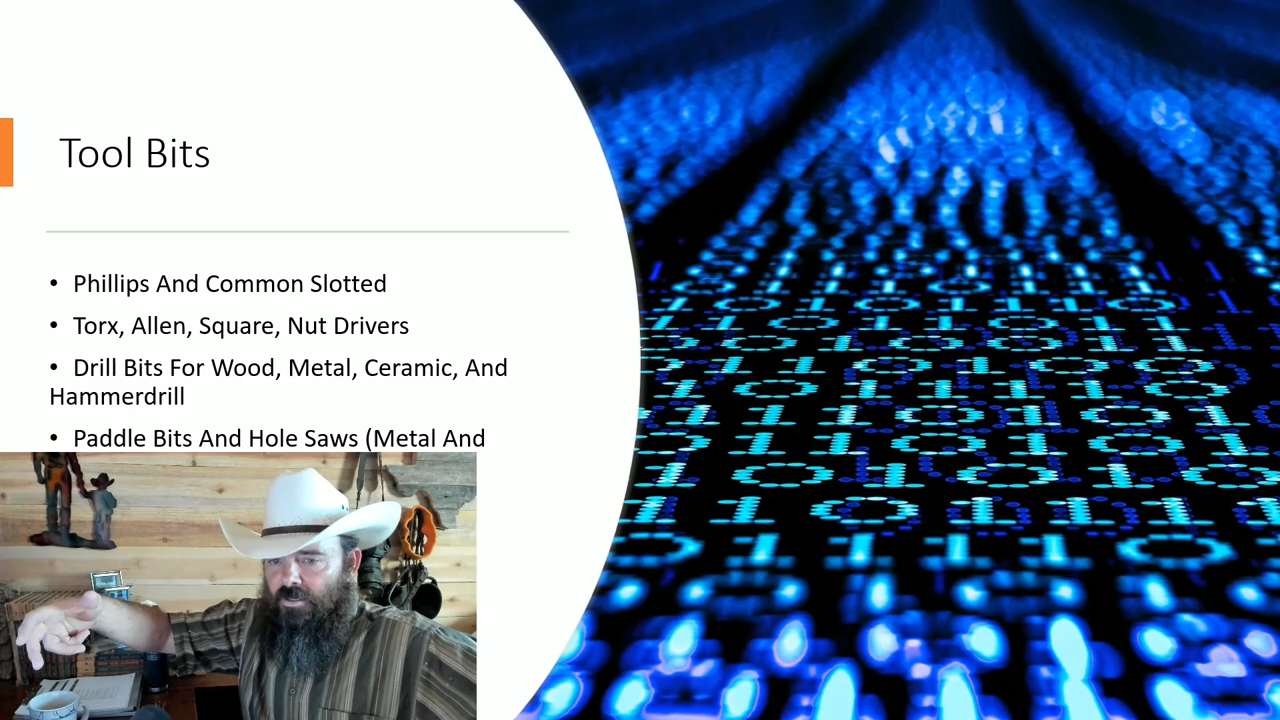 Tool Bits
• Phillips And Common Slotted
• Torx, Allen, Square, Nut Drivers
• Drill Bits For Wood, Metal, Ceramic, And
Hammerdrill
• Paddle Bits And Hole Saws (Metal And